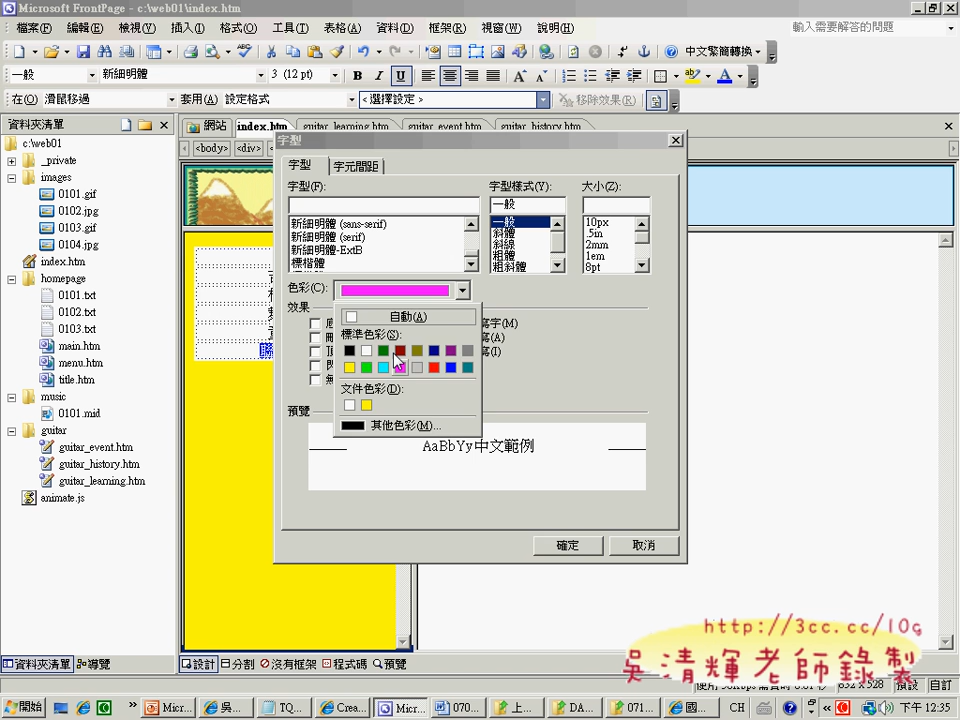 Microsoft FrontPage - c:\web01\index.htm
檔案(F) 編輯(E) 檢視(V) 插入(I) 格式(O) 工具(T) 表格(A) 資料(D) 框架(R) 視窗(W) 說明(H) 輸入需要解答的問題
中文繁簡轉換
一般 新細明體 3 (12 pt) B I U
在(O) 滑鼠移過 套用(A) 設定格式 <選擇設定> 移除效果(R)
資料夾清單 網站 index.htm guitar_learning.htm guitar_event.htm guitar_history.htm
c:\web01
<body> <div>
_private
images
0101.gif
0102.jpg
0103.gif
0104.jpg
index.htm
homepage
0101.txt
0102.txt
0103.txt
main.htm
menu.htm
title.htm
music
0101.mid
guitar
guitar_event.htm
guitar_history.htm
guitar_learning.htm
animate.js
字型
字型 字元間距
字型(F): 字型樣式(Y): 大小(Z):
一般
新細明體 (sans-serif) 一般 10px
新細明體 (serif) 斜體 .5in
新細明體-ExtB 斜線 2mm
標楷體 粗體 1em
粗斜體 8pt
色彩(C):
效果
自動(A)
標準色彩(S):
文件色彩(D):
其他色彩(M)...
預覽
AaBbYy中文範例
確定 取消
http://3cc.cc/10g
吳清輝老師錄製
資料夾清單 導覽 設計 分割 沒有框架 程式碼 預覽
632 x 528 預設 自訂
開始 Micr... 吳... TQ... Crea... Micr... 070... 上... DA... 071... 國... CH 下午 12:35